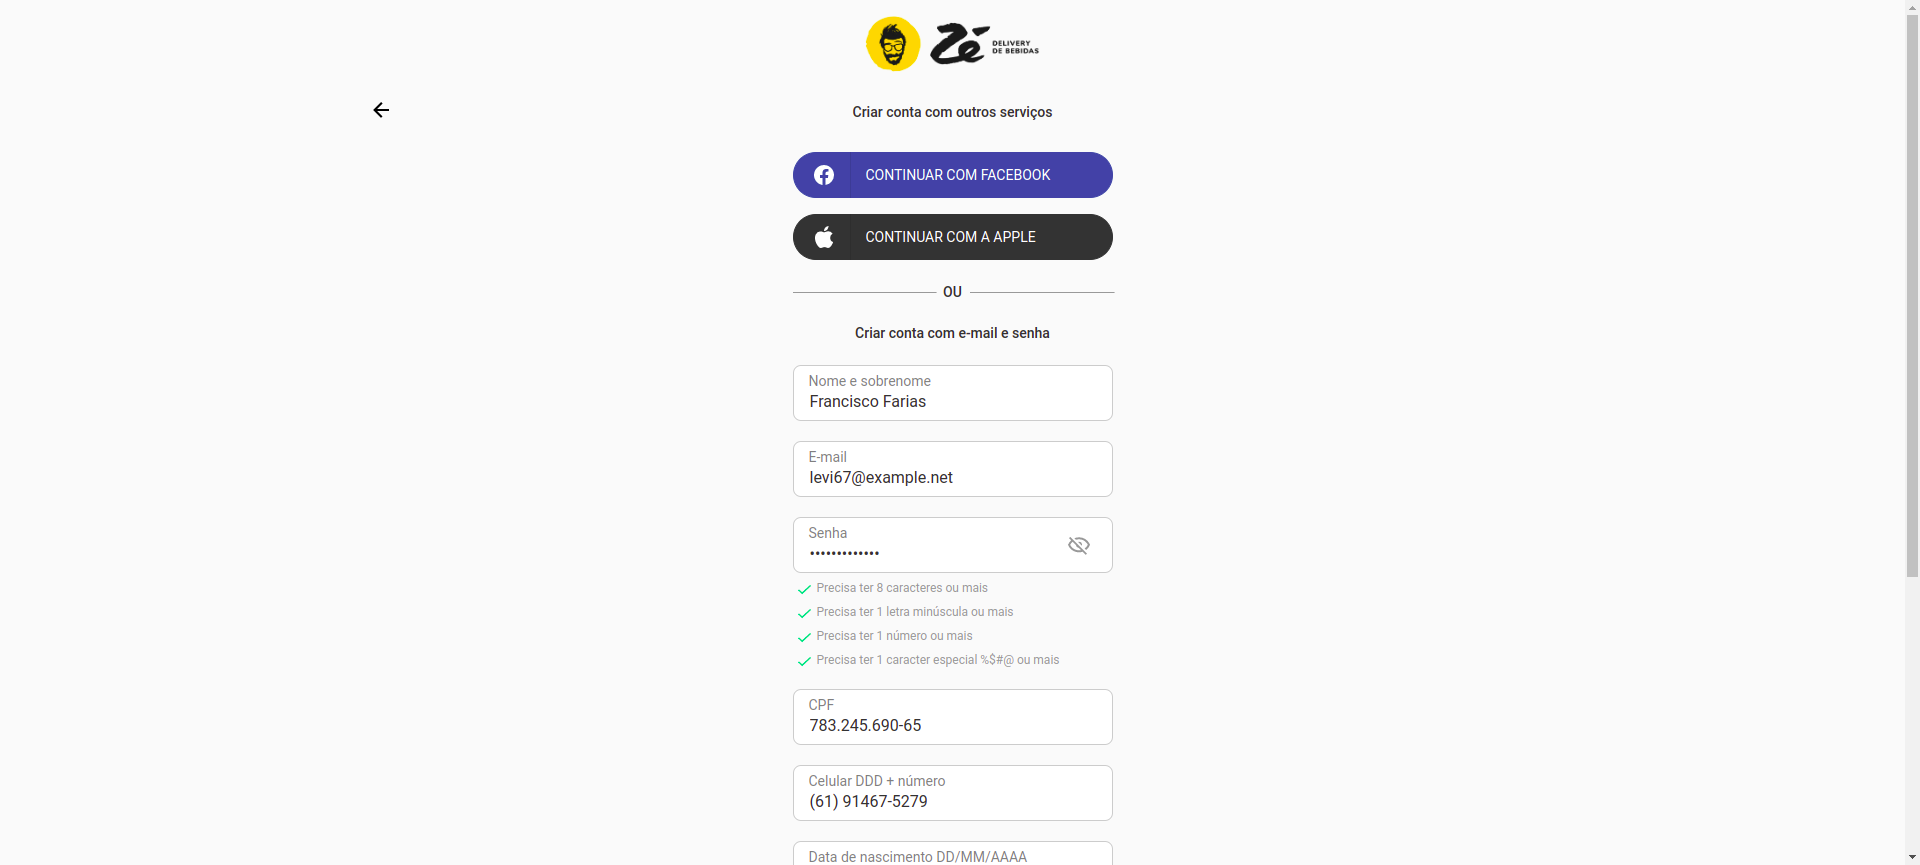 Zé DELIVERY DE BEBIDAS
Criar conta com outros serviços
CONTINUAR COM FACEBOOK
CONTINUAR COM A APPLE
OU
Criar conta com e-mail e senha
Nome e sobrenome
Francisco Farias
E-mail
levi67@example.net
Senha
•••••••••••••
Precisa ter 8 caracteres ou mais
Precisa ter 1 letra minúscula ou mais
Precisa ter 1 número ou mais
Precisa ter 1 caracter especial %$#@ ou mais
CPF
783.245.690-65
Celular DDD + número
(61) 91467-5279
Data de nascimento DD/MM/AAAA